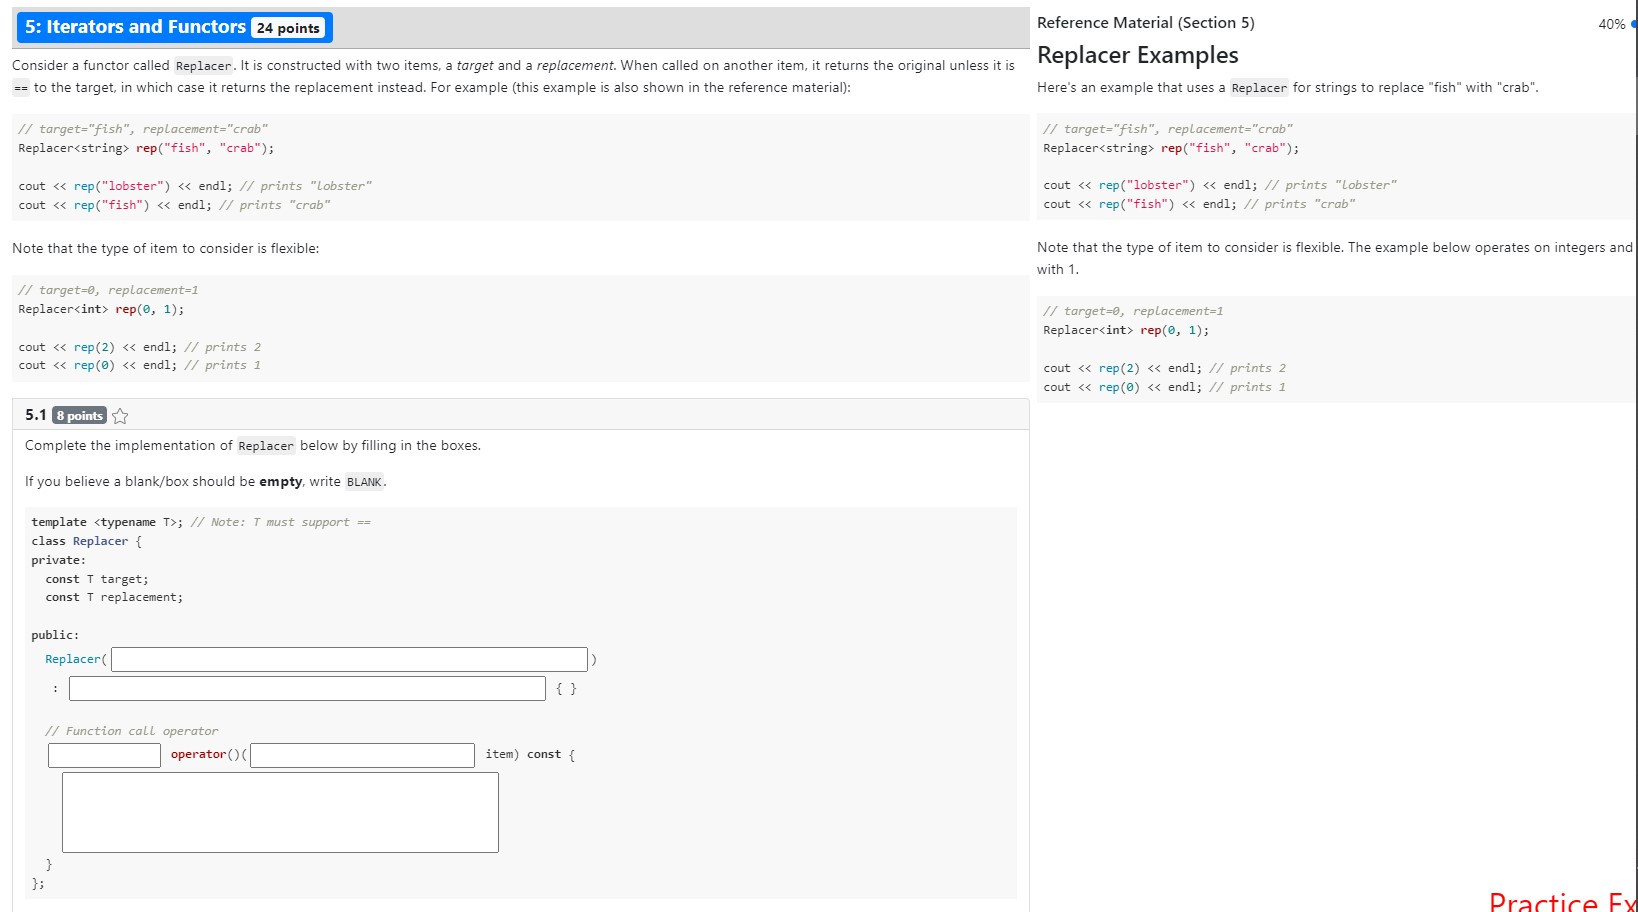 5: Iterators and Functors 24 points
Consider a functor called Replacer. It is constructed with two items, a target and a replacement. When called on another item, it returns the original unless it is
== to the target, in which case it returns the replacement instead. For example (this example is also shown in the reference material):
// target="fish", replacement="crab"
Replacer<string> rep("fish", "crab");
cout << rep("lobster") << endl; // prints "lobster"
cout << rep("fish") << endl; // prints "crab"
Note that the type of item to consider is flexible:
// target=0, replacement=1
Replacer<int> rep(0, 1);
cout << rep(2) << endl; // prints 2
cout << rep(0) << endl; // prints 1
5.1 8 points
Complete the implementation of Replacer below by filling in the boxes.
If you believe a blank/box should be empty, write BLANK.
template <typename T>; // Note: T must support ==
class Replacer {
private:
const T target;
const T replacement;
public:
Replacer( )
: { }
// Function call operator
operator()( item) const {
}
};
Reference Material (Section 5) 40%
Replacer Examples
Here's an example that uses a Replacer for strings to replace "fish" with "crab".
// target="fish", replacement="crab"
Replacer<string> rep("fish", "crab");
cout << rep("lobster") << endl; // prints "lobster"
cout << rep("fish") << endl; // prints "crab"
Note that the type of item to consider is flexible. The example below operates on integers and
with 1.
// target=0, replacement=1
Replacer<int> rep(0, 1);
cout << rep(2) << endl; // prints 2
cout << rep(0) << endl; // prints 1
Practice Ex